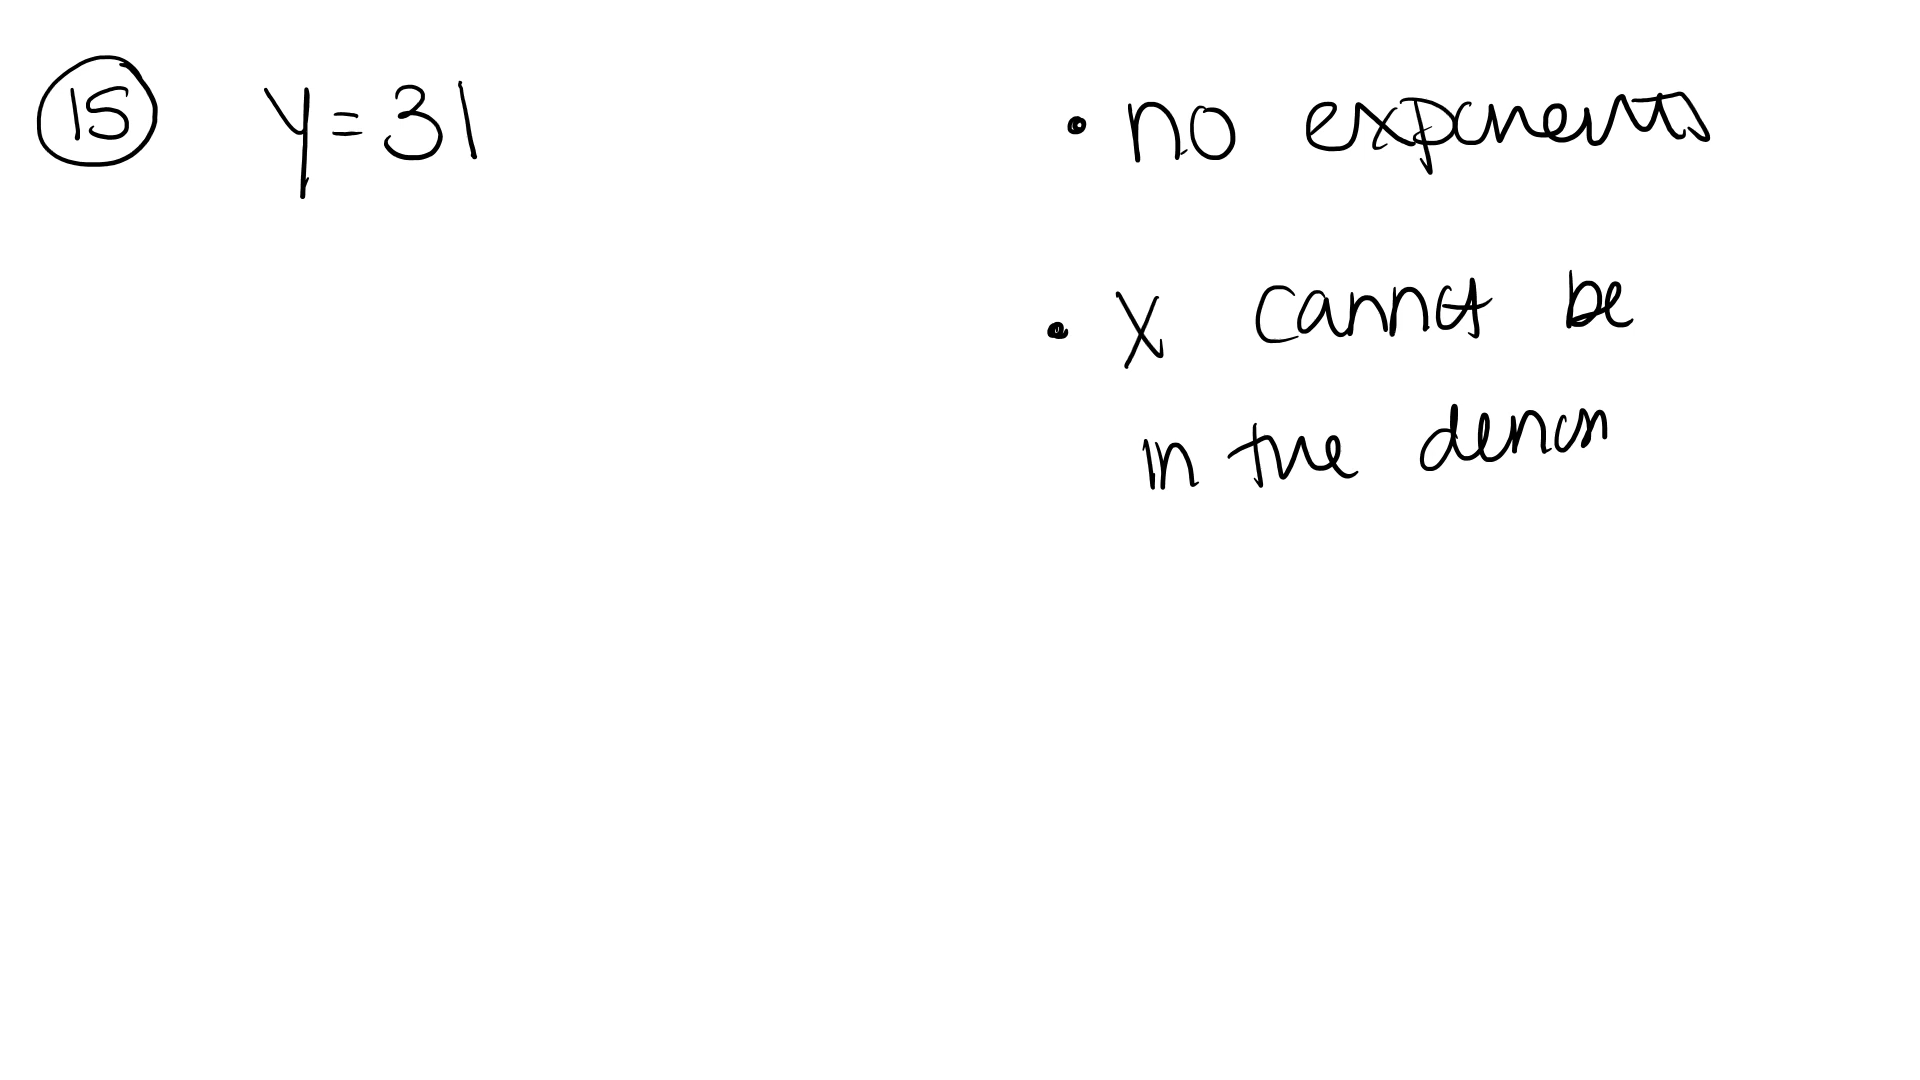 15 y = 31
• no exponents
• x cannot be
in the denom